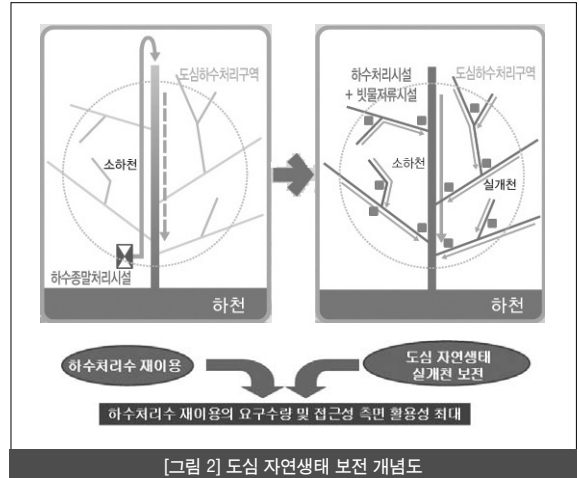 도심하수처리구역
소하천
하수종말처리시설
하천
하수처리시설
+ 빗물저류시설
도심하수처리구역
소하천
실개천
하천
하수처리수 재이용
도심 자연생태
실개천 보전
하수처리수 재이용의 요구수량 및 접근성 측면 활용성 최대
[그림 2] 도심 자연생태 보전 개념도